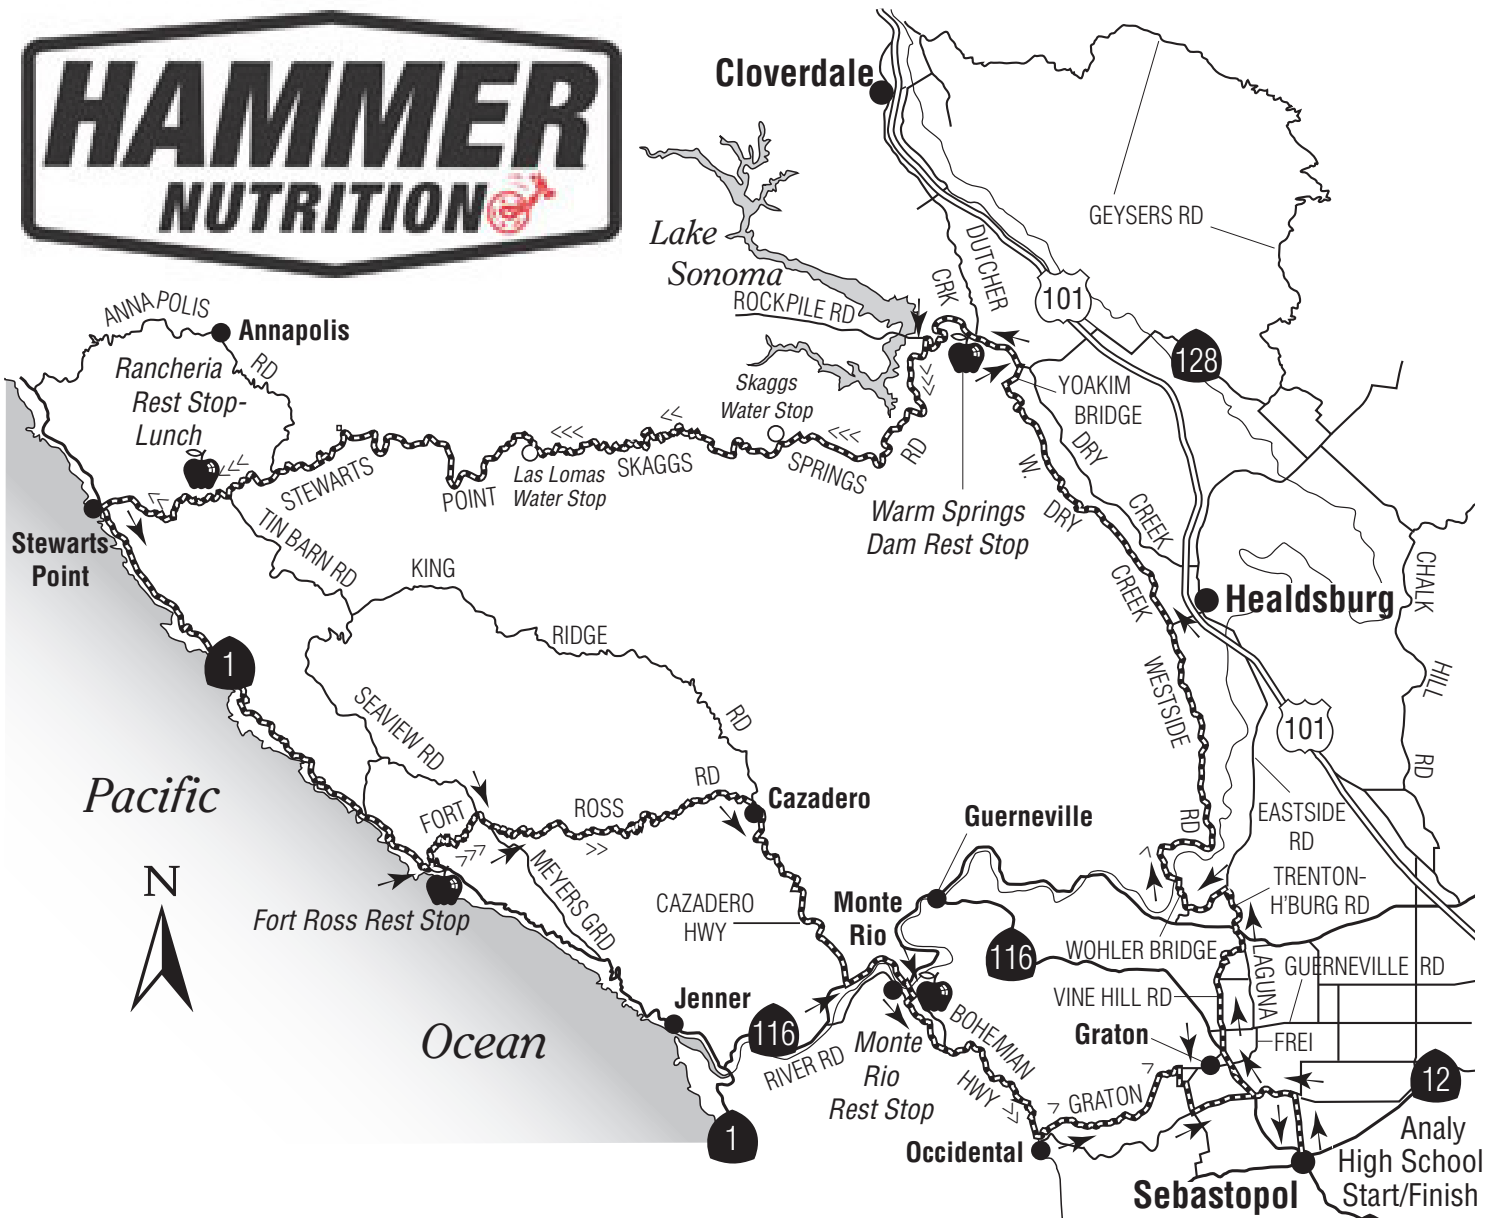 HAMMER
NUTRITION
Cloverdale
GEYSERS RD
Lake
Sonoma
DUTCHER
CRK
101
ROCKPILE RD
ANNAPOLIS
RD
Annapolis
128
Rancheria
Rest Stop-
Lunch
Skaggs
Water Stop
YOAKIM
BRIDGE
STEWARTS
POINT
Las Lomas
Water Stop
SKAGGS
SPRINGS
RD
W.
DRY
CREEK
DRY
CREEK
Warm Springs
Dam Rest Stop
Stewarts
Point
TIN BARN RD
KING
RIDGE
RD
CHALK
HILL
RD
Healdsburg
1
SEAVIEW RD
WESTSIDE
RD
101
Pacific
FORT
ROSS
RD
Cazadero
Guerneville
EASTSIDE
RD
N
MEYERS GRD
Fort Ross Rest Stop
CAZADERO
HWY
Monte
Rio
TRENTON-
H'BURG RD
116
WOHLER BRIDGE
LAGUNA
GUERNEVILLE RD
Jenner
116
VINE HILL RD
BOHEMIAN
HWY
Graton
FREI
Ocean
RIVER RD
Monte
Rio
Rest Stop
GRATON
12
1
Occidental
Analy
High School
Start/Finish
Sebastopol